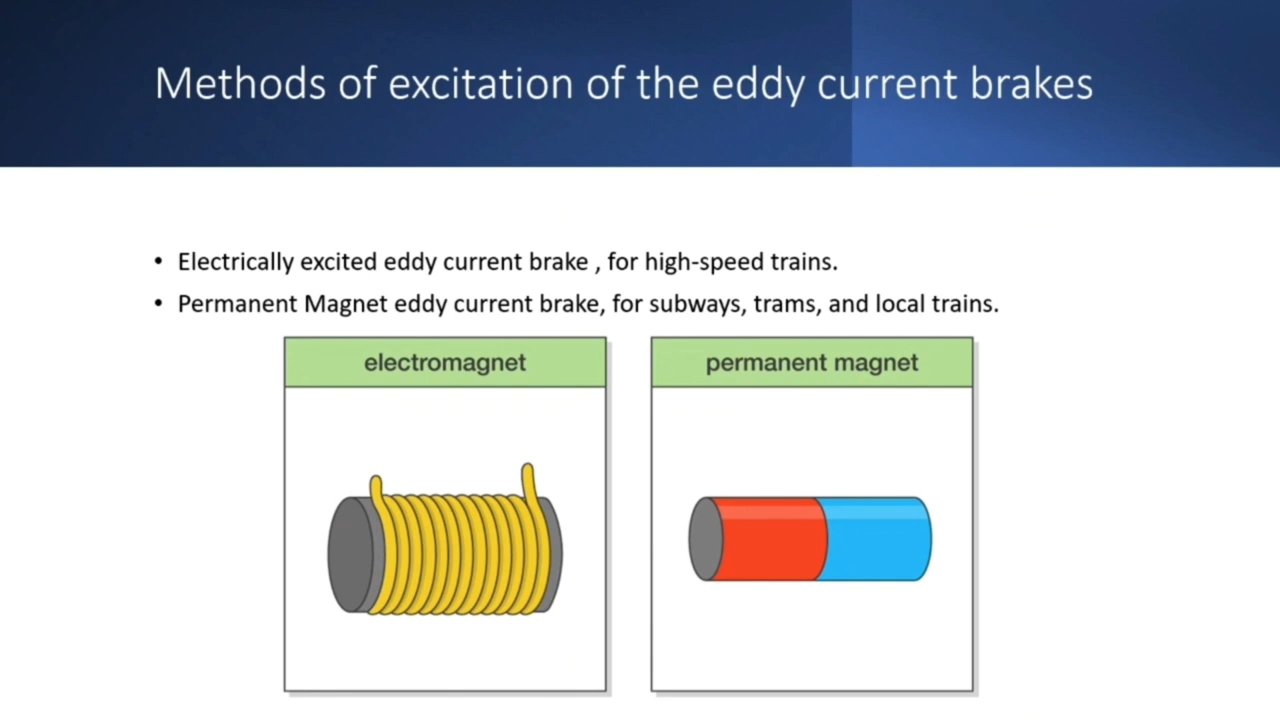 Methods of excitation of the eddy current brakes
• Electrically excited eddy current brake , for high-speed trains.
• Permanent Magnet eddy current brake, for subways, trams, and local trains.
electromagnet
permanent magnet